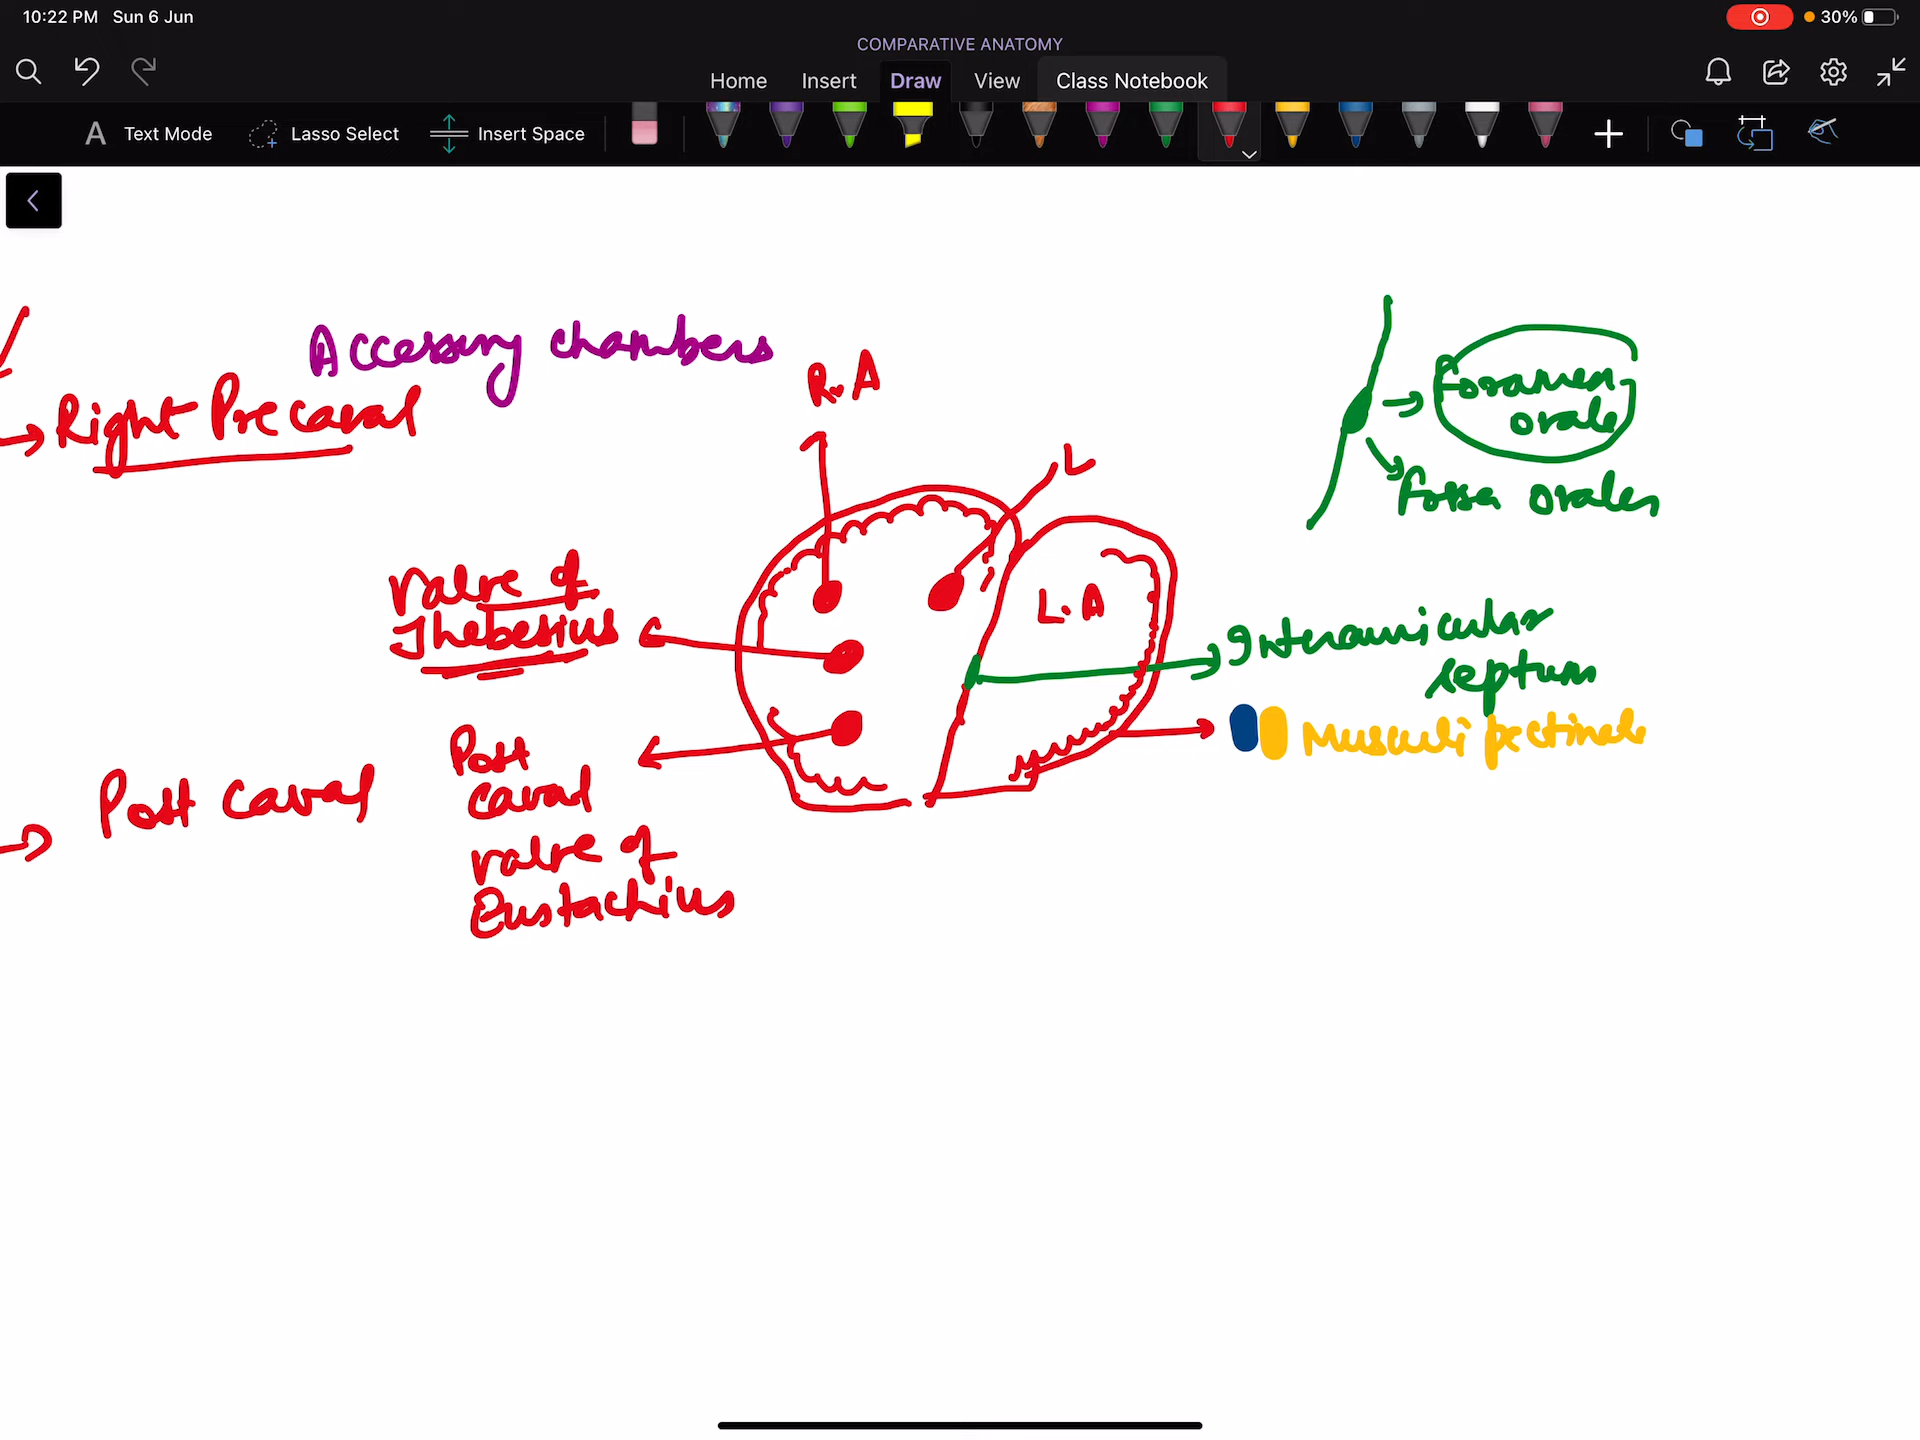 10:22 PM Sun 6 Jun
30%
COMPARATIVE ANATOMY
Home Insert Draw View Class Notebook
Text Mode Lasso Select Insert Space
Accessory chambers
Right Precaval
R.A
L
Foramen
ovale
Fossa ovales
Valve of
Thebesius
L.A
Interauricular
septum
Musculi pectinate
Post caval
Post
caval
valve of
Eustachius